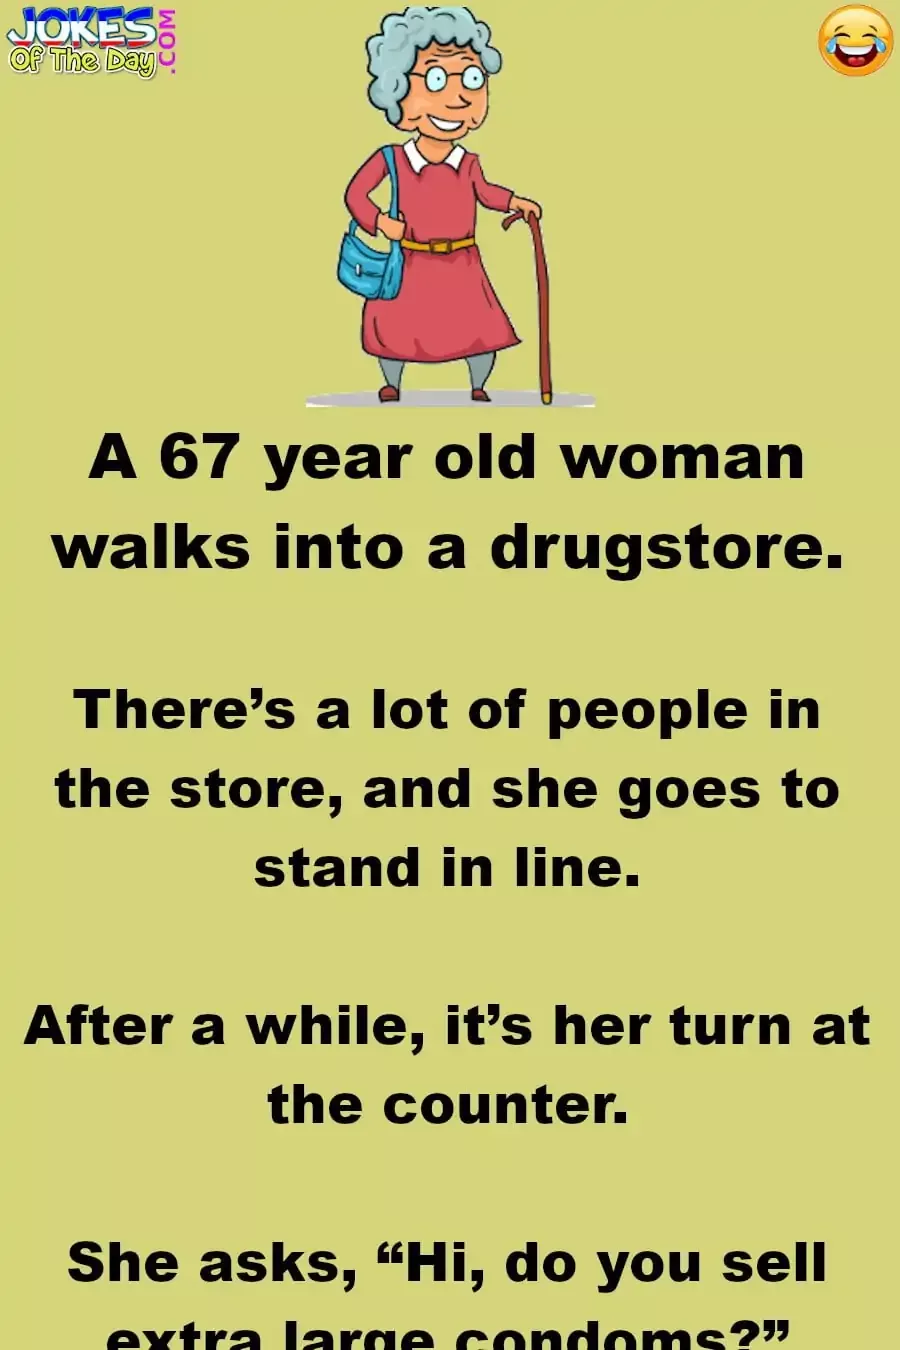 JOKES
Of The Day
.COM
A 67 year old woman
walks into a drugstore.
There’s a lot of people in
the store, and she goes to
stand in line.
After a while, it’s her turn at
the counter.
She asks, “Hi, do you sell
extra large condoms?”